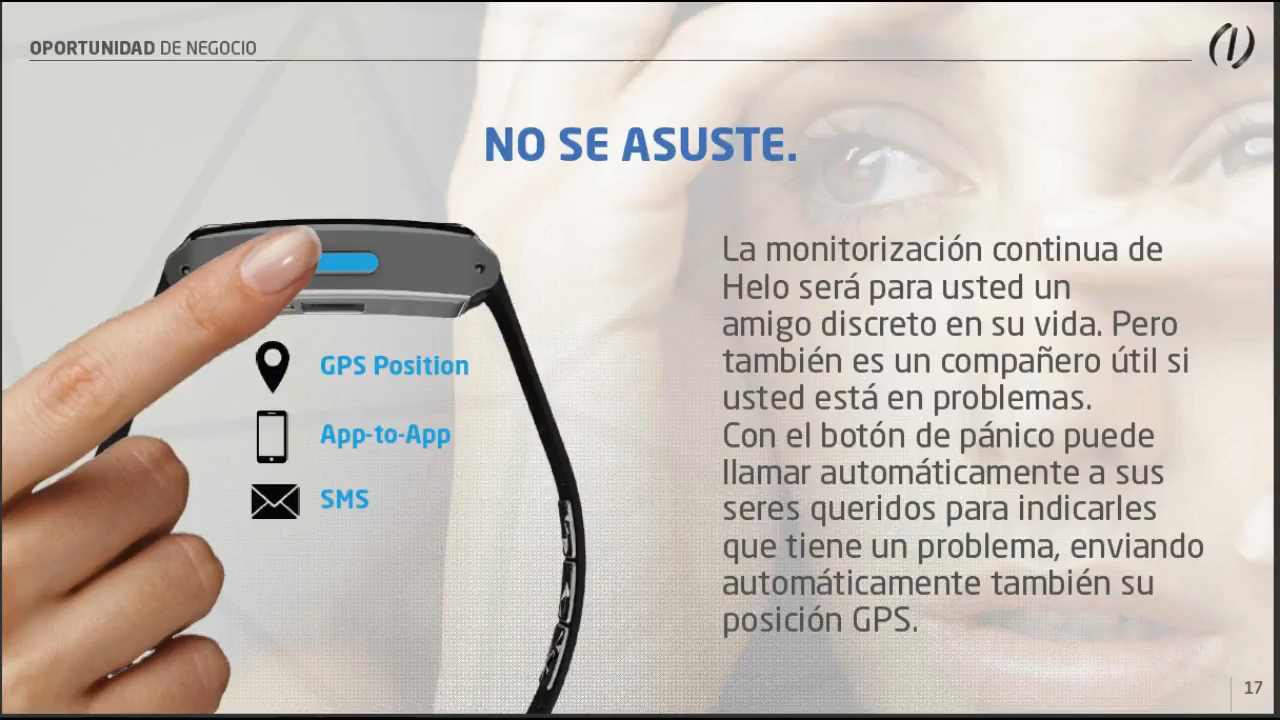 OPORTUNIDAD DE NEGOCIO
NO SE ASUSTE.
GPS Position
App-to-App
SMS
La monitorización continua de
Helo será para usted un
amigo discreto en su vida. Pero
también es un compañero útil si
usted está en problemas.
Con el botón de pánico puede
llamar automáticamente a sus
seres queridos para indicarles
que tiene un problema, enviando
automáticamente también su
posición GPS.
17